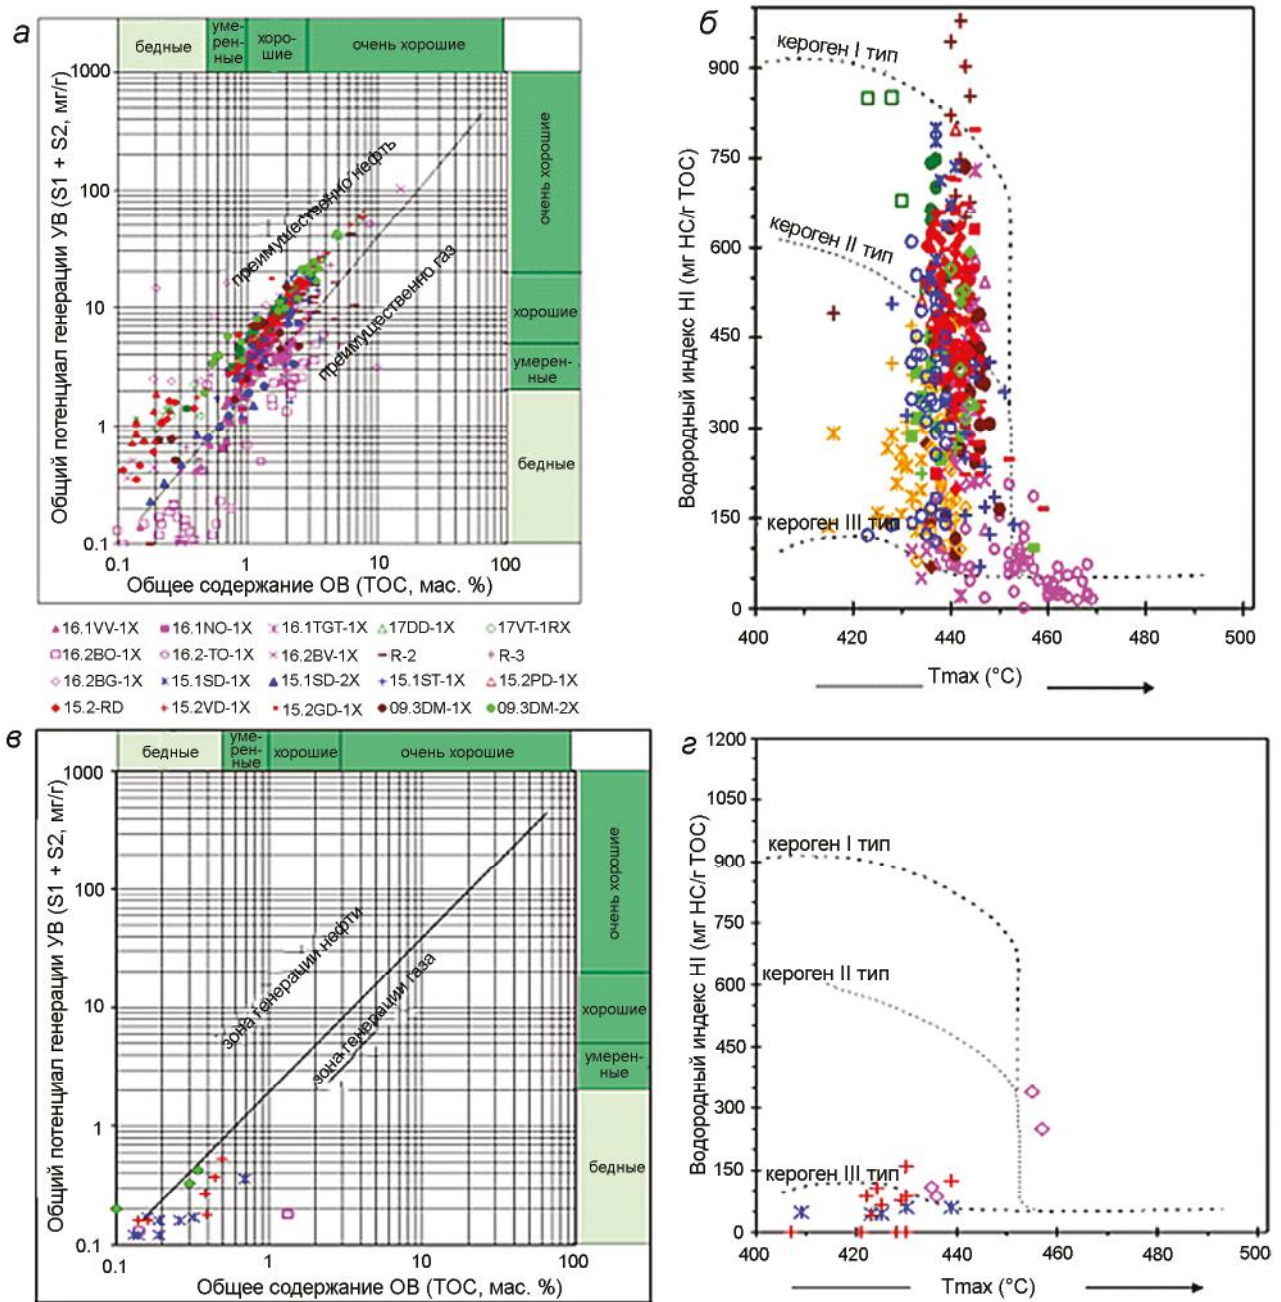 а
бедные
уме-
рен-
ные
хоро-
шие
очень хорошие
Общий потенциал генерации УВ (S1 + S2, мг/г)
1000
100
10
1
0.1
преимущественно нефть
преимущественно газ
очень хорошие
хорошие
умерен-
ные
бедные
0.1
1
10
100
Общее содержание ОВ (TOC, мас. %)
16.1VV-1X
16.1NO-1X
16.1TGT-1X
17DD-1X
17VT-1RX
16.2BO-1X
16.2-TO-1X
16.2BV-1X
R-2
R-3
16.2BG-1X
15.1SD-1X
15.1SD-2X
15.1ST-1X
15.2PD-1X
15.2-RD
15.2VD-1X
15.2GD-1X
09.3DM-1X
09.3DM-2X
б
Водородный индекс HI (мг HC/г TOC)
900
750
600
450
300
150
0
кероген I тип
кероген II тип
кероген III тип
400
420
440
460
480
500
Tmax (°C)
в
бедные
уме-
рен-
ные
хорошие
очень хорошие
Общий потенциал генерации УВ (S1 + S2, мг/г)
1000
100
10
1
0.1
зона генерации нефти
зона генерации газа
очень хорошие
хорошие
умерен-
ные
бедные
0.1
1
10
100
Общее содержание ОВ (TOC, мас. %)
г
Водородный индекс HI (мг HC/г TOC)
1200
1050
900
750
600
450
300
150
0
кероген I тип
кероген II тип
кероген III тип
400
420
440
460
480
500
Tmax (°C)